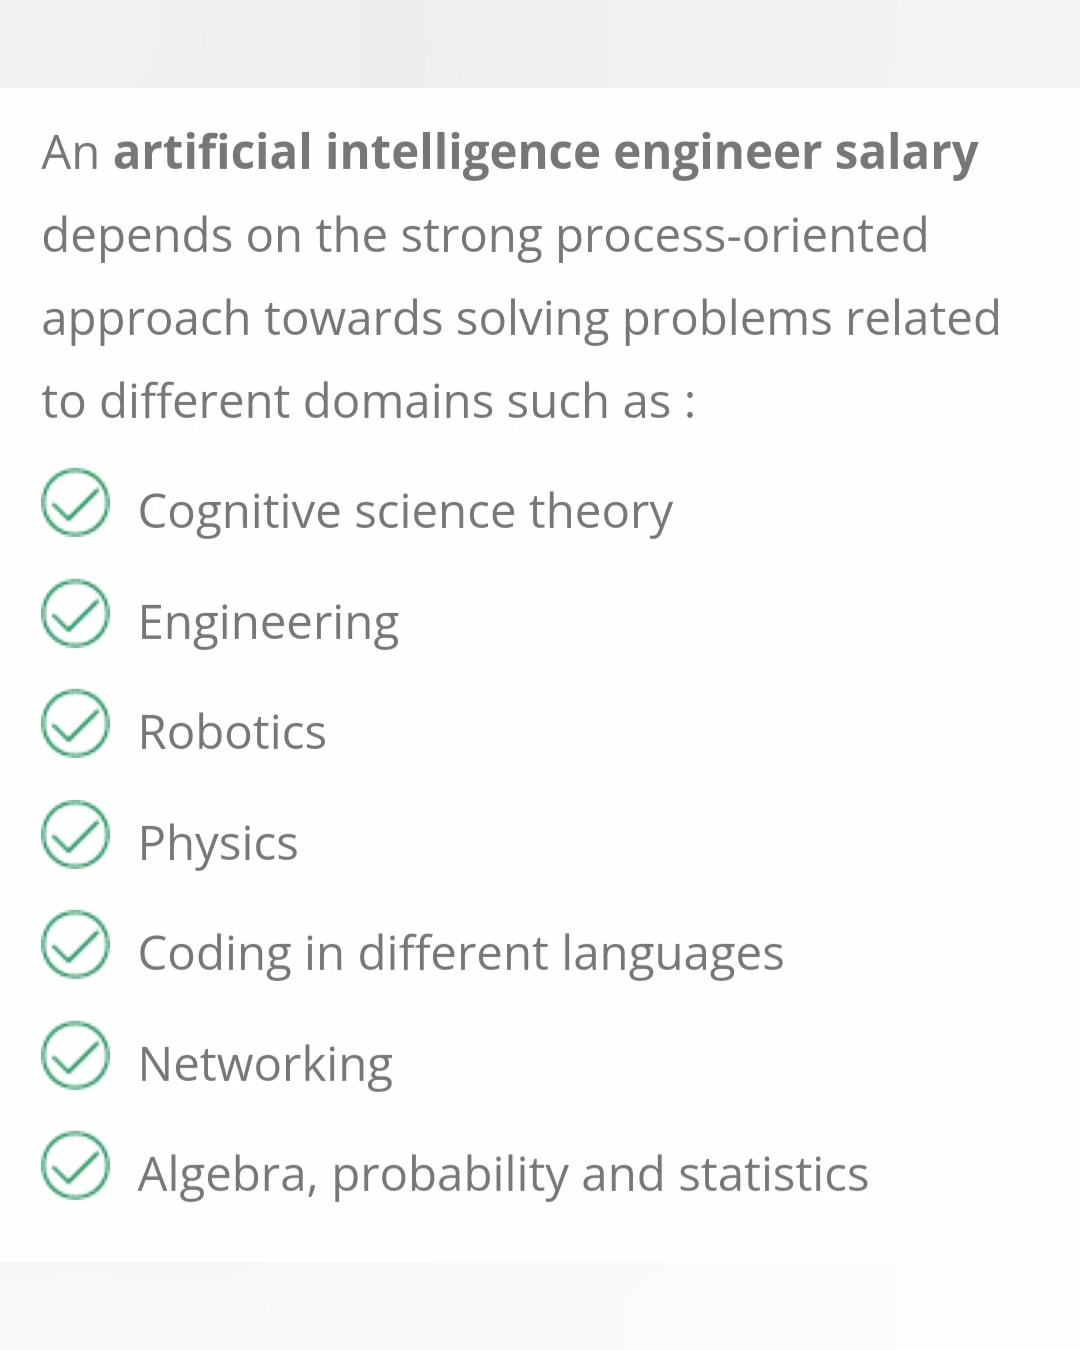 An artificial intelligence engineer salary
depends on the strong process-oriented
approach towards solving problems related
to different domains such as :
Cognitive science theory
Engineering
Robotics
Physics
Coding in different languages
Networking
Algebra, probability and statistics